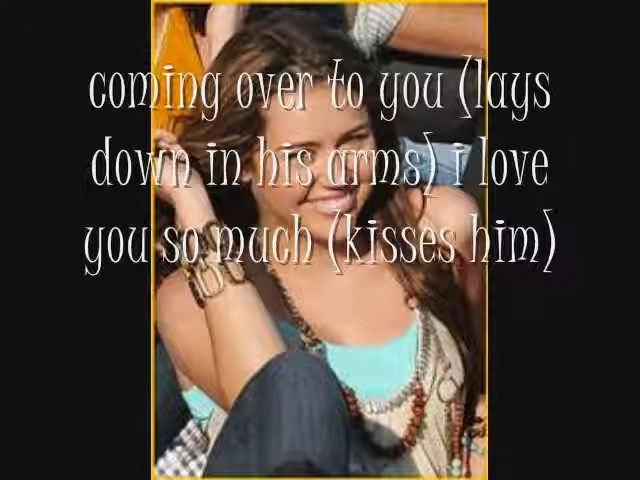 coming over to you (lays
down in his arms) i love
you so much (kisses him)